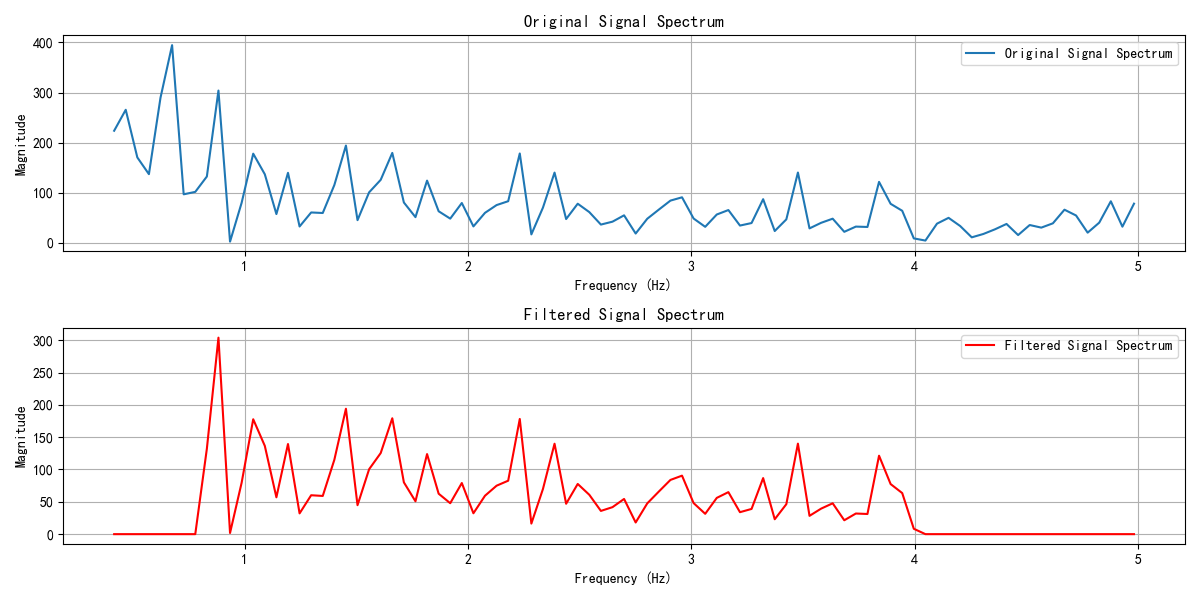 Original Signal Spectrum
400
300
200
100
0
Magnitude
Original Signal Spectrum
1 2 3 4 5
Frequency (Hz)
Filtered Signal Spectrum
300
250
200
150
100
50
0
Magnitude
Filtered Signal Spectrum
1 2 3 4 5
Frequency (Hz)